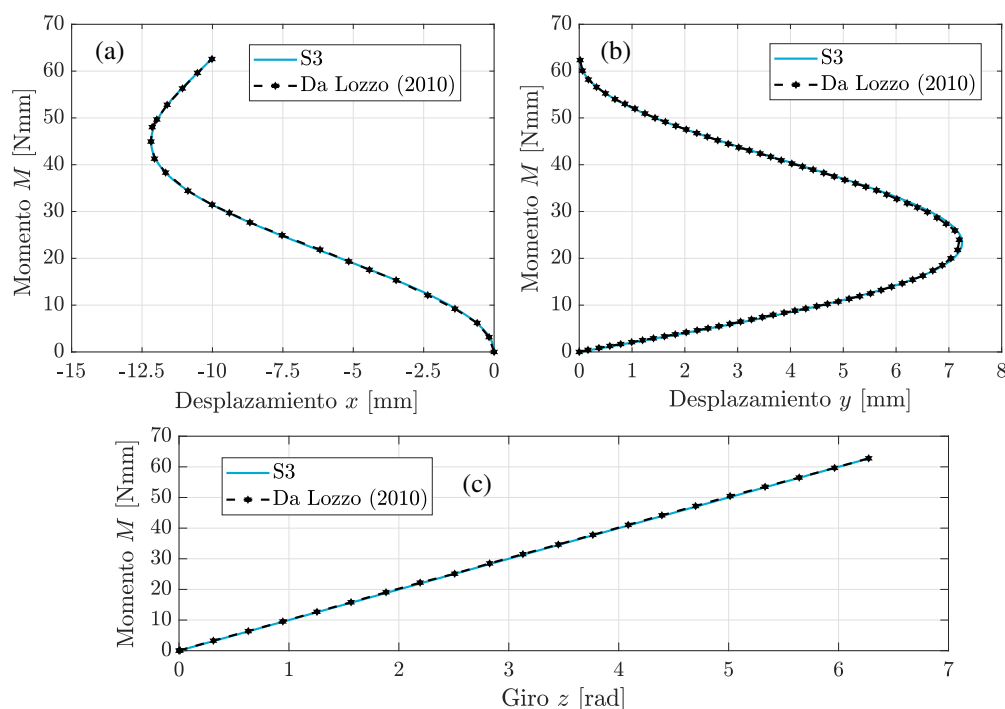 (a)
S3
Da Lozzo (2010)
Momento M [Nmm]
70
60
50
40
30
20
10
0
-15 -12.5 -10 -7.5 -5 -2.5 0
Desplazamiento x [mm]
(b)
S3
Da Lozzo (2010)
Momento M [Nmm]
70
60
50
40
30
20
10
0
0 1 2 3 4 5 6 7 8
Desplazamiento y [mm]
(c)
S3
Da Lozzo (2010)
Momento M [Nmm]
70
60
50
40
30
20
10
0
0 1 2 3 4 5 6 7
Giro z [rad]